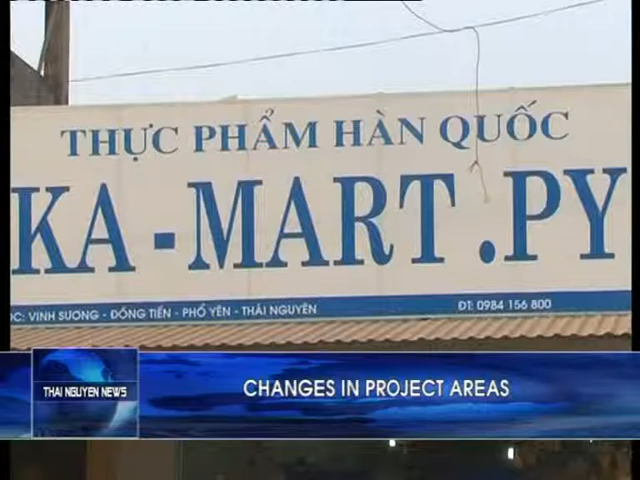 THỰC PHẨM HÀN QUỐC
KA-MART.PY
ĐC: VINH SƯƠNG - ĐỒNG TIẾN - PHỔ YÊN - THÁI NGUYÊN
ĐT: 0984 156 800
THAI NGUYEN NEWS
CHANGES IN PROJECT AREAS